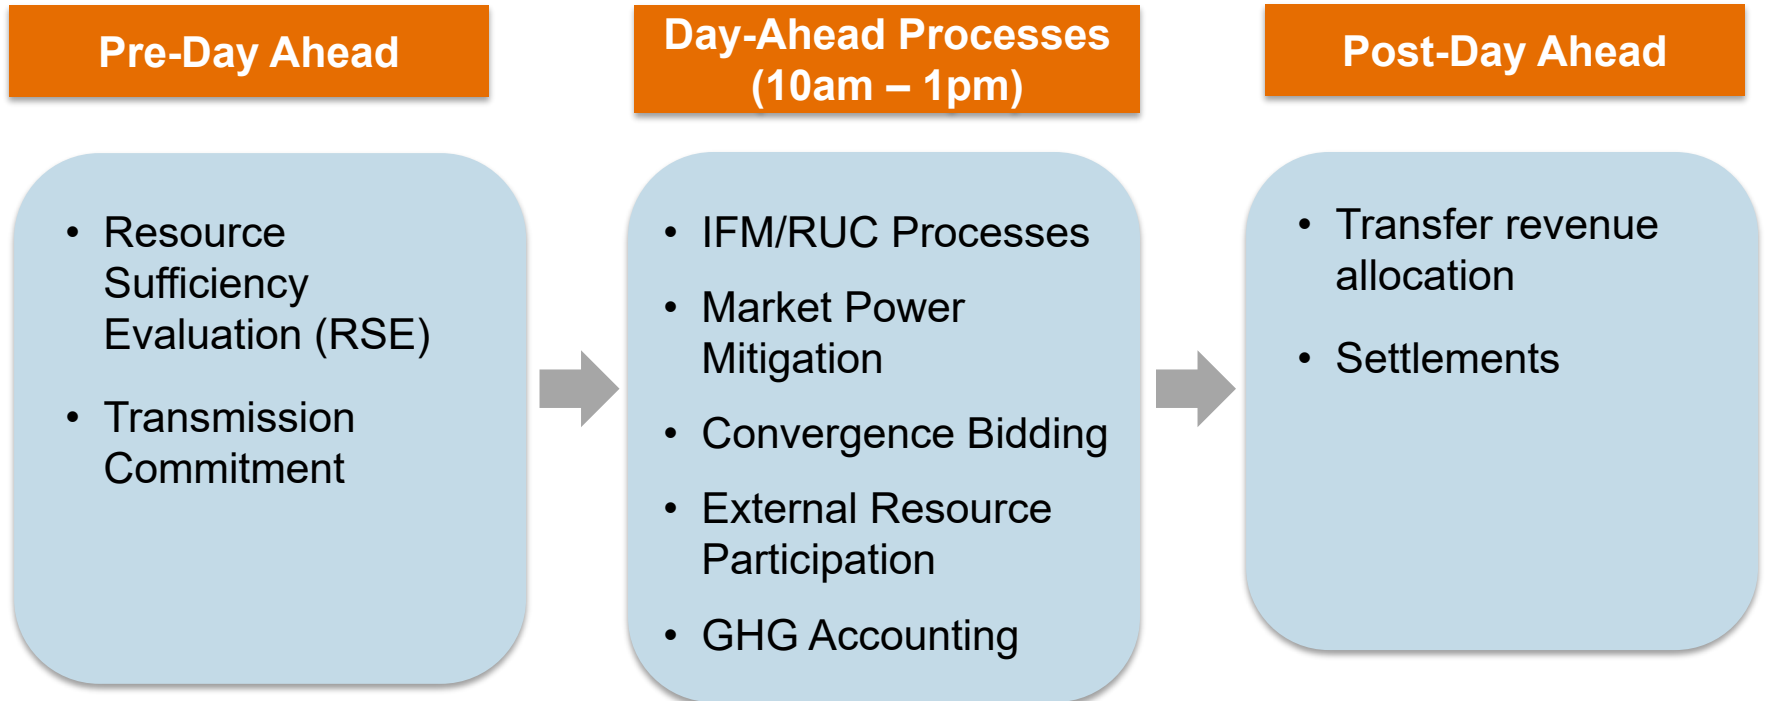 Pre-Day Ahead
• Resource
Sufficiency
Evaluation (RSE)
• Transmission
Commitment
Day-Ahead Processes
(10am – 1pm)
• IFM/RUC Processes
• Market Power
Mitigation
• Convergence Bidding
• External Resource
Participation
• GHG Accounting
Post-Day Ahead
• Transfer revenue
allocation
• Settlements